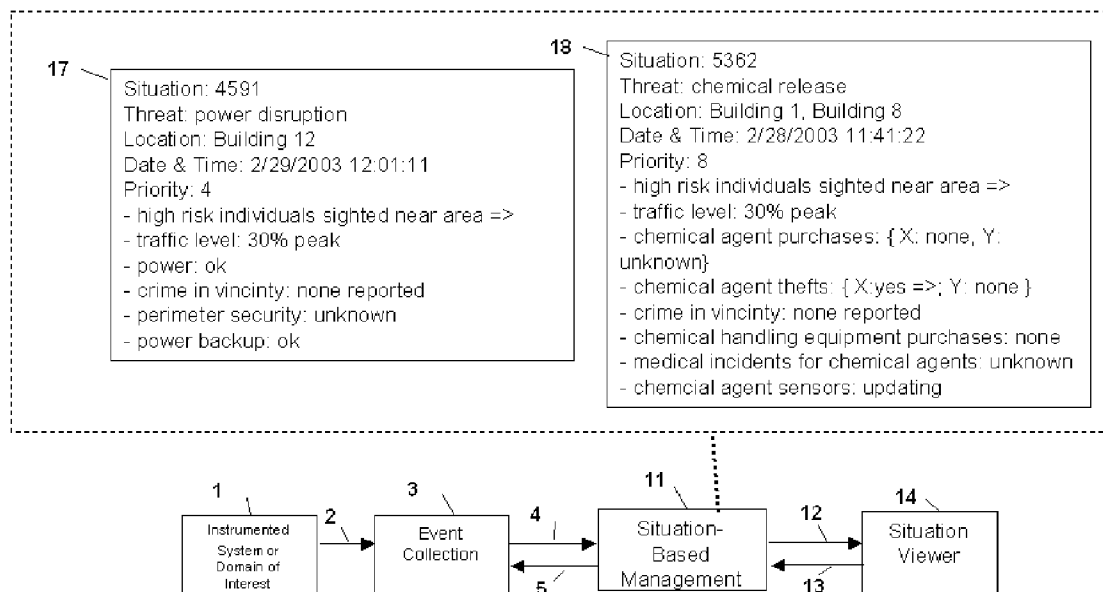 17
Situation: 4591
Threat: power disruption
Location: Building 12
Date & Time: 2/29/2003 12:01:11
Priority: 4
- high risk individuals sighted near area =>
- traffic level: 30% peak
- power: ok
- crime in vincinty: none reported
- perimeter security: unknown
- power backup: ok
18
Situation: 5362
Threat: chemical release
Location: Building 1, Building 8
Date & Time: 2/28/2003 11:41:22
Priority: 8
- high risk individuals sighted near area =>
- traffic level: 30% peak
- chemical agent purchases: { X: none, Y:
unknown}
- chemical agent thefts: { X:yes =>; Y: none }
- crime in vincinty: none reported
- chemical handling equipment purchases: none
- medical incidents for chemical agents: unknown
- chemcial agent sensors: updating
1
Instrumented
System or
Domain of
Interest
2
3
Event
Collection
4
5
11
Situation-
Based
Management
12
13
14
Situation
Viewer